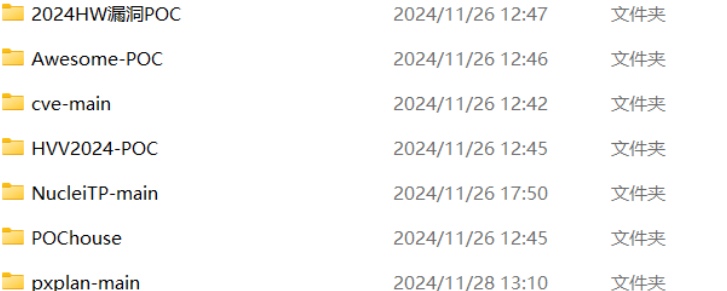 2024HW漏洞POC 2024/11/26 12:47 文件夹
Awesome-POC 2024/11/26 12:46 文件夹
cve-main 2024/11/26 12:42 文件夹
HVV2024-POC 2024/11/26 12:45 文件夹
NucleiTP-main 2024/11/26 17:50 文件夹
POChouse 2024/11/26 12:45 文件夹
pxplan-main 2024/11/28 13:10 文件夹